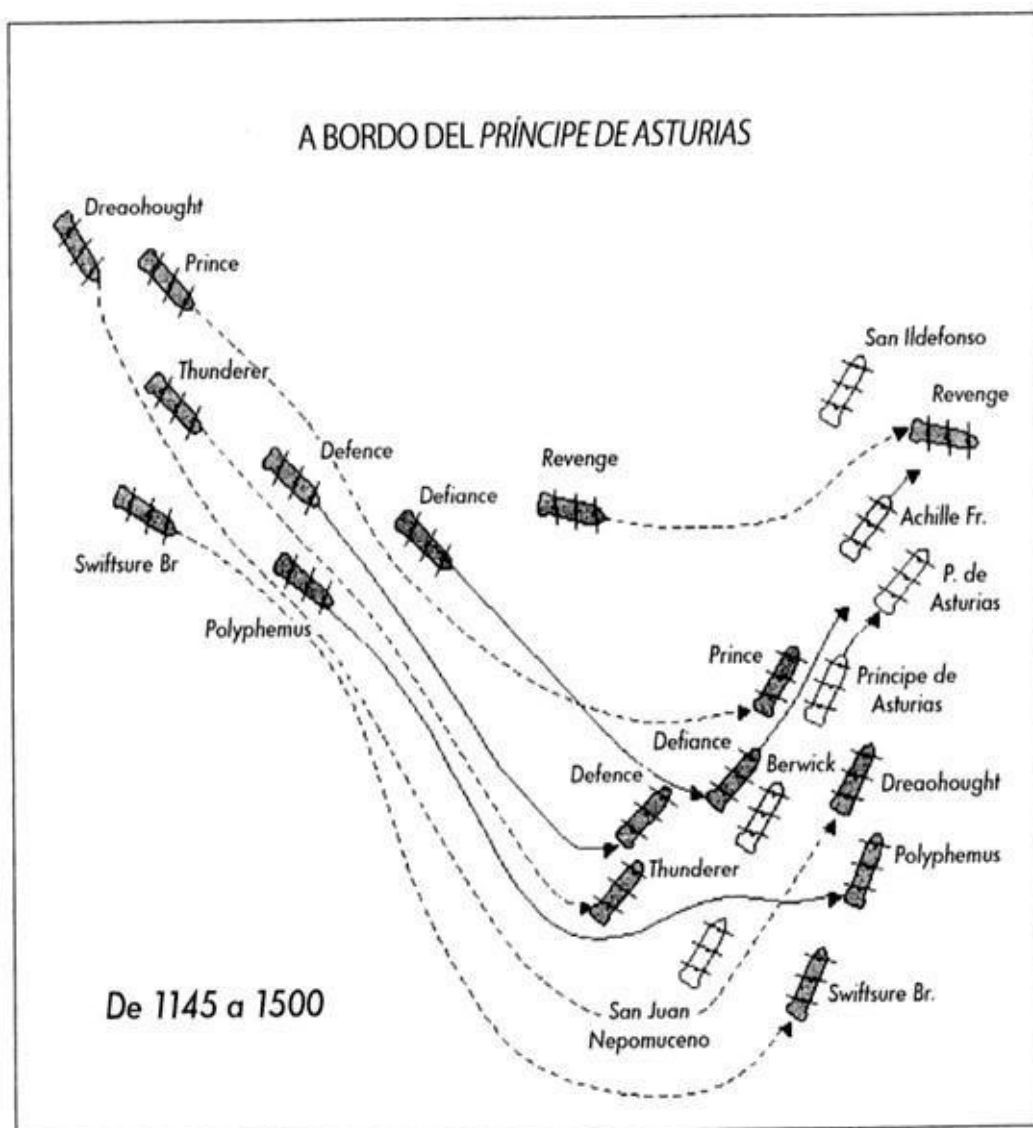 A BORDO DEL PRÍNCIPE DE ASTURIAS
Dreaohought
Prince
San Ildefonso
Thunderer
Revenge
Defence
Revenge
Defiance
Achille Fr.
Swiftsure Br
P. de
Asturias
Polyphemus
Prince
Príncipe de
Asturias
Defiance
Berwick
Defence
Dreaohought
Thunderer
Polyphemus
De 1145 a 1500
San Juan
Nepomuceno
Swiftsure Br.